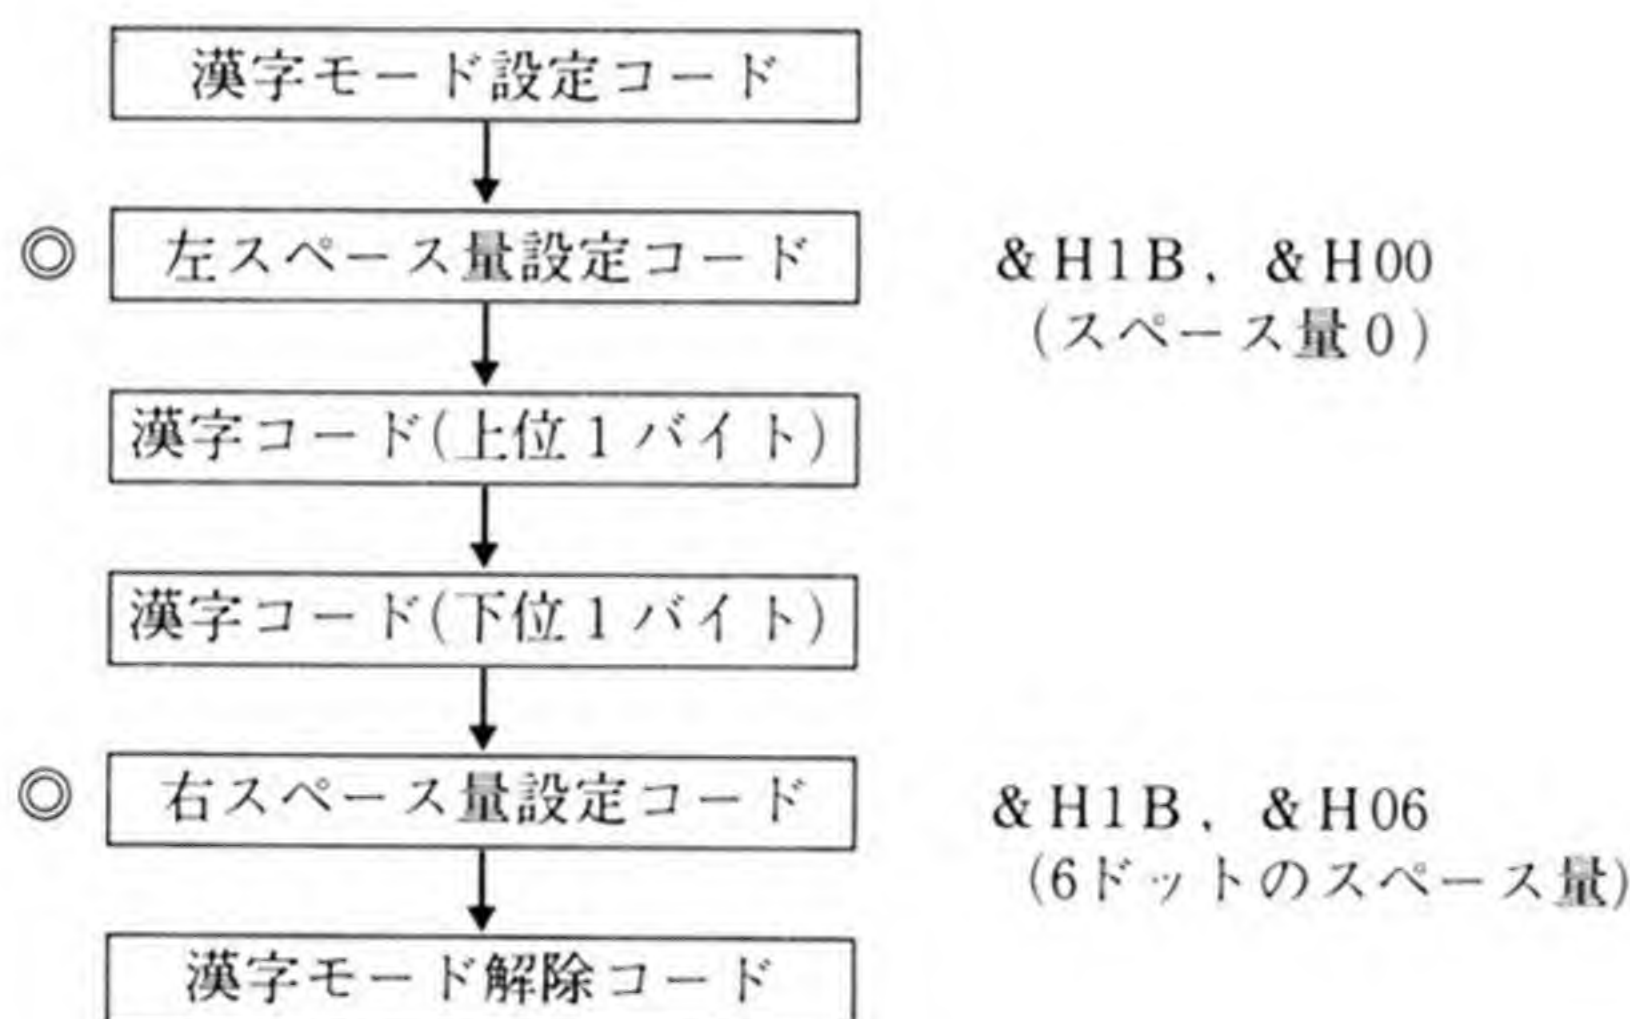 漢字モード設定コード
◎ 左スペース量設定コード &H1B, &H00
(スペース量0)
漢字コード(上位1バイト)
漢字コード(下位1バイト)
◎ 右スペース量設定コード &H1B, &H06
(6ドットのスペース量)
漢字モード解除コード